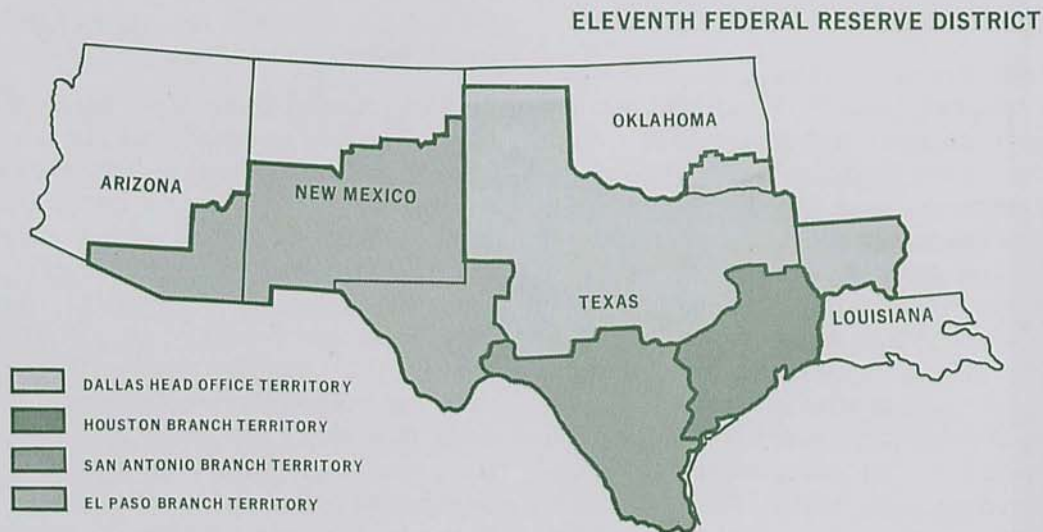 ELEVENTH FEDERAL RESERVE DISTRICT
OKLAHOMA
ARIZONA
NEW MEXICO
TEXAS
LOUISIANA
DALLAS HEAD OFFICE TERRITORY
HOUSTON BRANCH TERRITORY
SAN ANTONIO BRANCH TERRITORY
EL PASO BRANCH TERRITORY